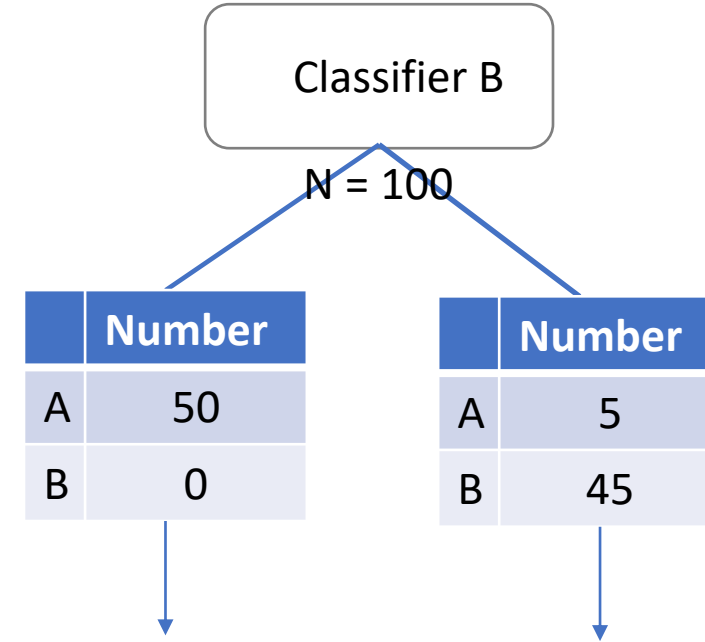 Classifier B
N = 100
Number
A 50
B 0
Number
A 5
B 45